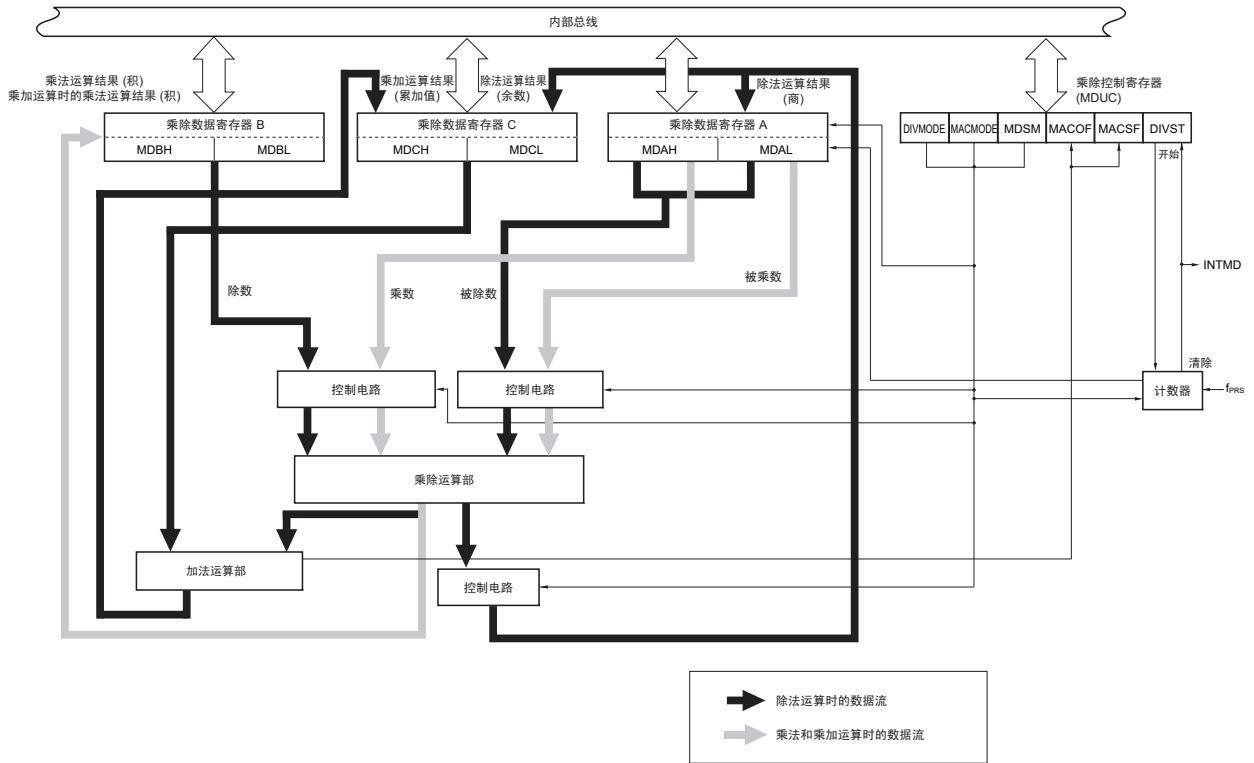 内部总线
乘法运算结果 (积)
乘加运算时的乘法运算结果 (积)
乘加运算结果
(累加值)
除法运算结果
(余数)
除法运算结果
(商)
乘除控制寄存器
(MDUC)
乘除数据寄存器 B
MDBH MDBL
乘除数据寄存器 C
MDCH MDCL
乘除数据寄存器 A
MDAH MDAL
DIVMODE MACMODE MDSM MACOF MACSF DIVST
开始
INTMD
除数
乘数
被除数
被乘数
清除
控制电路
控制电路
计数器
fPRS
乘除运算部
加法运算部
控制电路
除法运算时的数据流
乘法和乘加运算时的数据流